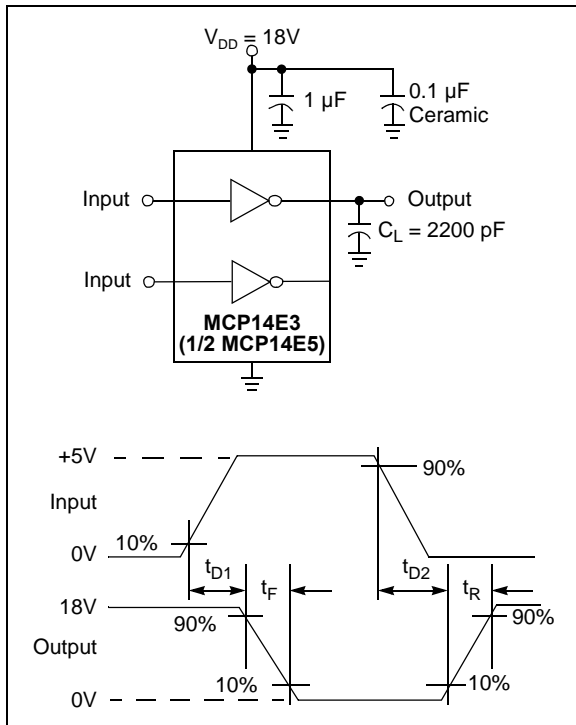 V_DD = 18V
1 µF
0.1 µF
Ceramic
Input
Output
C_L = 2200 pF
Input
MCP14E3
(1/2 MCP14E5)
+5V
90%
Input
10%
0V
t_D1
t_F
t_D2
t_R
18V
90%
90%
Output
10%
10%
0V